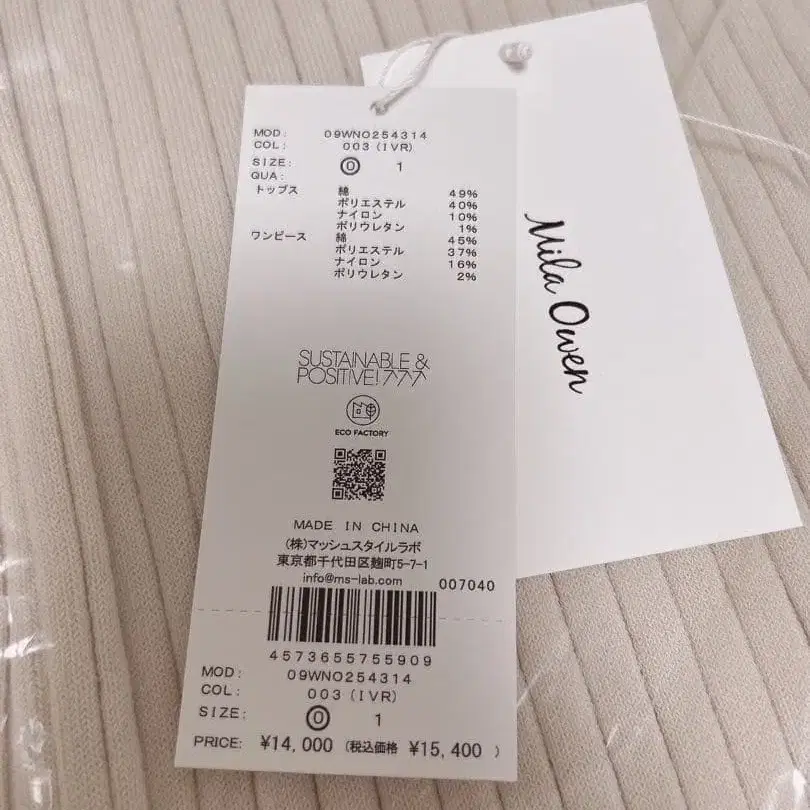 MOD: 09WNO254314
COL: 003 (IVR)
SIZE: ⓪ 1
QUA:
トップス 綿 49%
ポリエステル 40%
ナイロン 10%
ポリウレタン 1%
ワンピース 綿 45%
ポリエステル 37%
ナイロン 16%
ポリウレタン 2%
SUSTAINABLE &
POSITIVE!
ECO FACTORY
MADE IN CHINA
(株)マッシュスタイルラボ
東京都千代田区麹町5-7-1
info@ms-lab.com 007040
4573655755909
MOD: 09WNO254314
COL: 003 (IVR)
SIZE: ⓪ 1
PRICE: ¥14,000 (税込価格 ¥15,400 )
Mila Owen